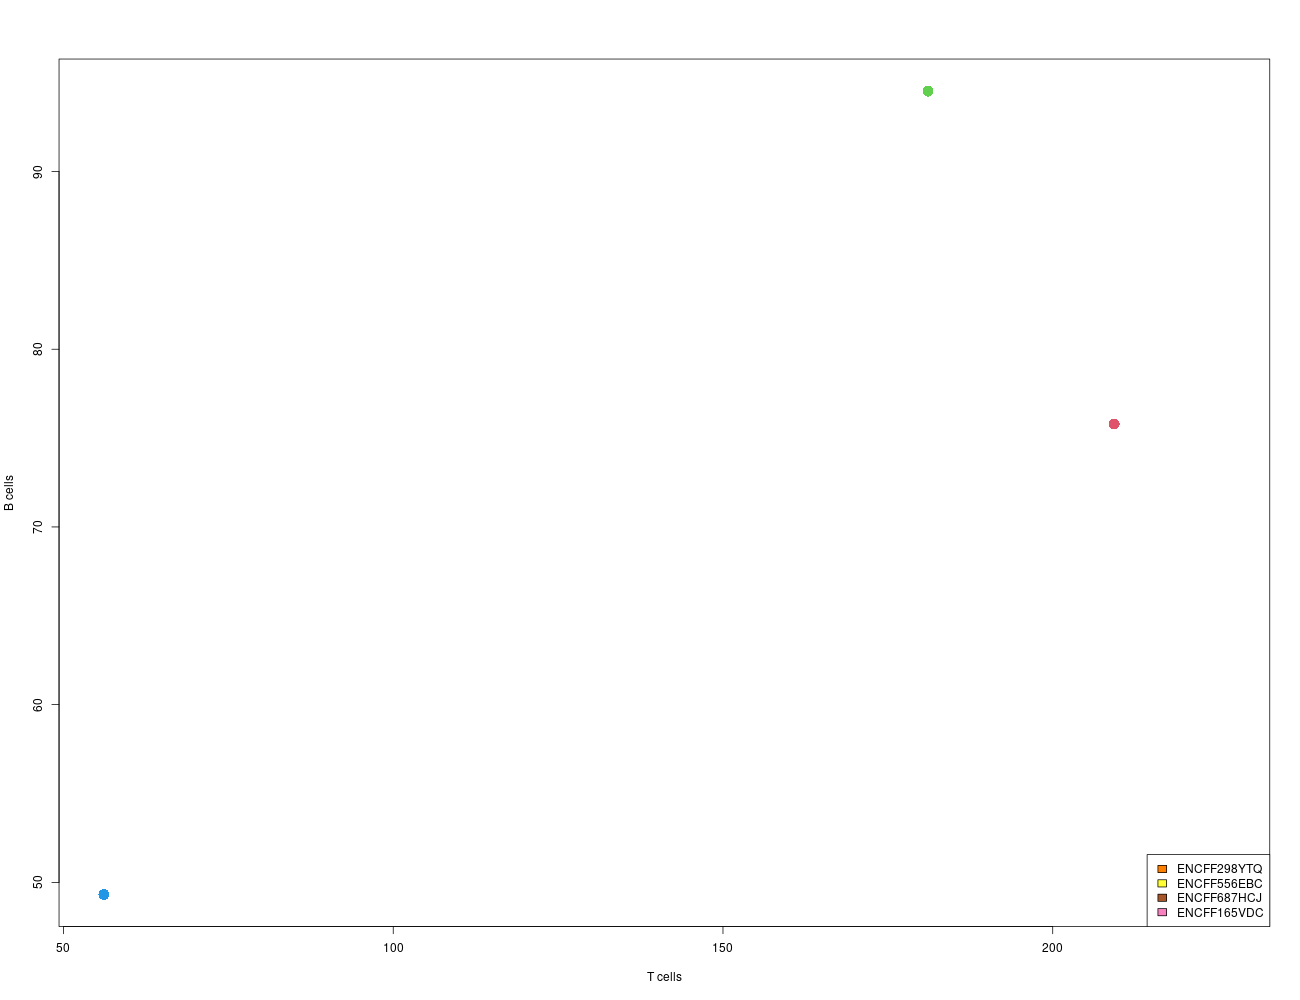 90
80
70
60
50
B cells
50 100 150 200
T cells
ENCFF298YTQ
ENCFF556EBC
ENCFF687HCJ
ENCFF165VDC